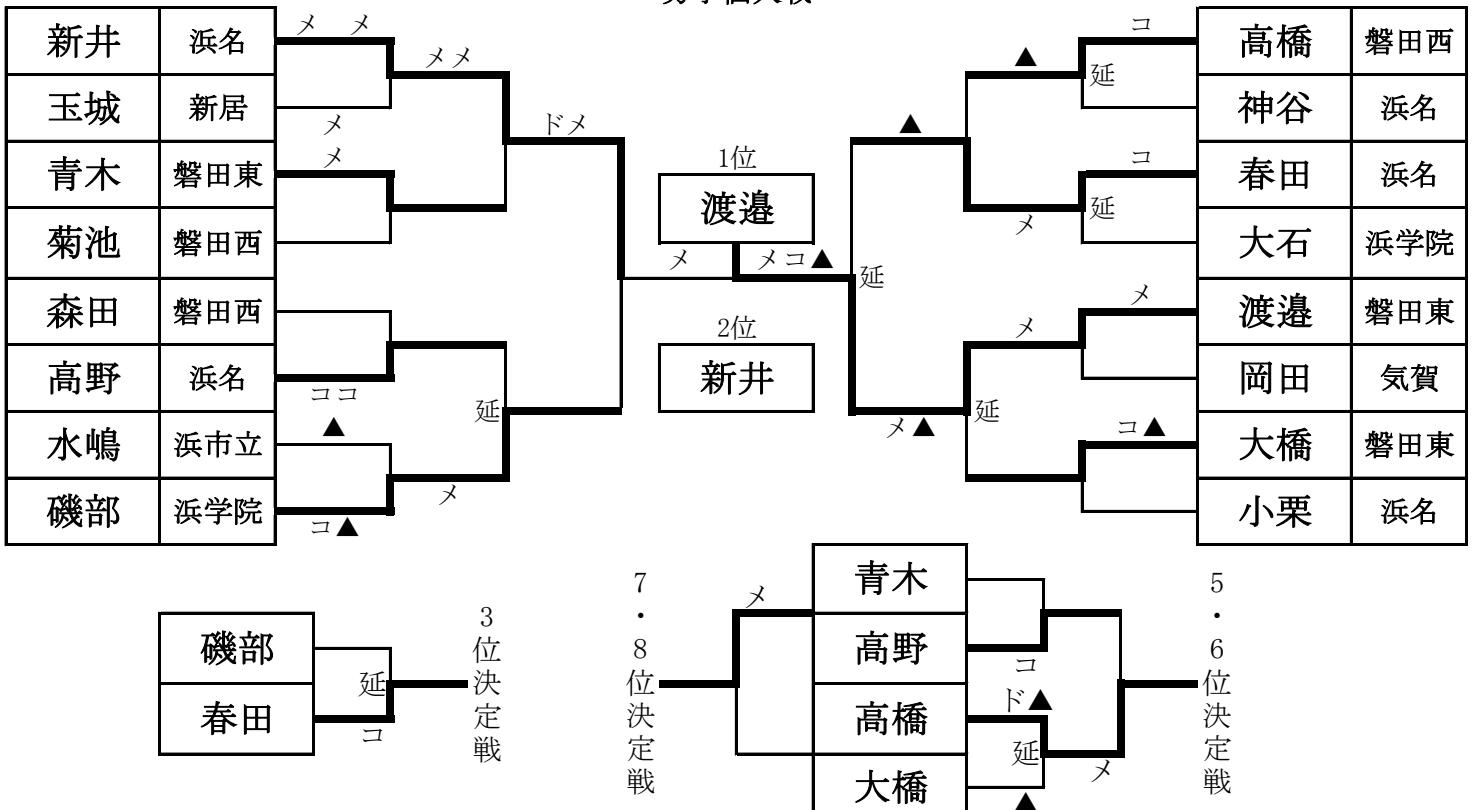 メ メ
新井 浜名
メメ
玉城 新居
メ
ドメ
メ
青木 磐田東
菊池 磐田西
森田 磐田西
高野 浜名
ココ
延
▲
水嶋 浜市立
メ
磯部 浜学院
コ▲
1位
渡邉
メ メコ▲
延
2位
新井
コ
高橋 磐田西
▲
延
神谷 浜名
▲
コ
春田 浜名
延
メ
大石 浜学院
メ
渡邉 磐田東
メ
岡田 気賀
延
メ▲
コ▲
大橋 磐田東
小栗 浜名
磯部
延
春田
コ
3位決定戦
7・8位決定戦
メ
青木
高野
コ
ド▲
高橋
延
メ
大橋
▲
5・6位決定戦